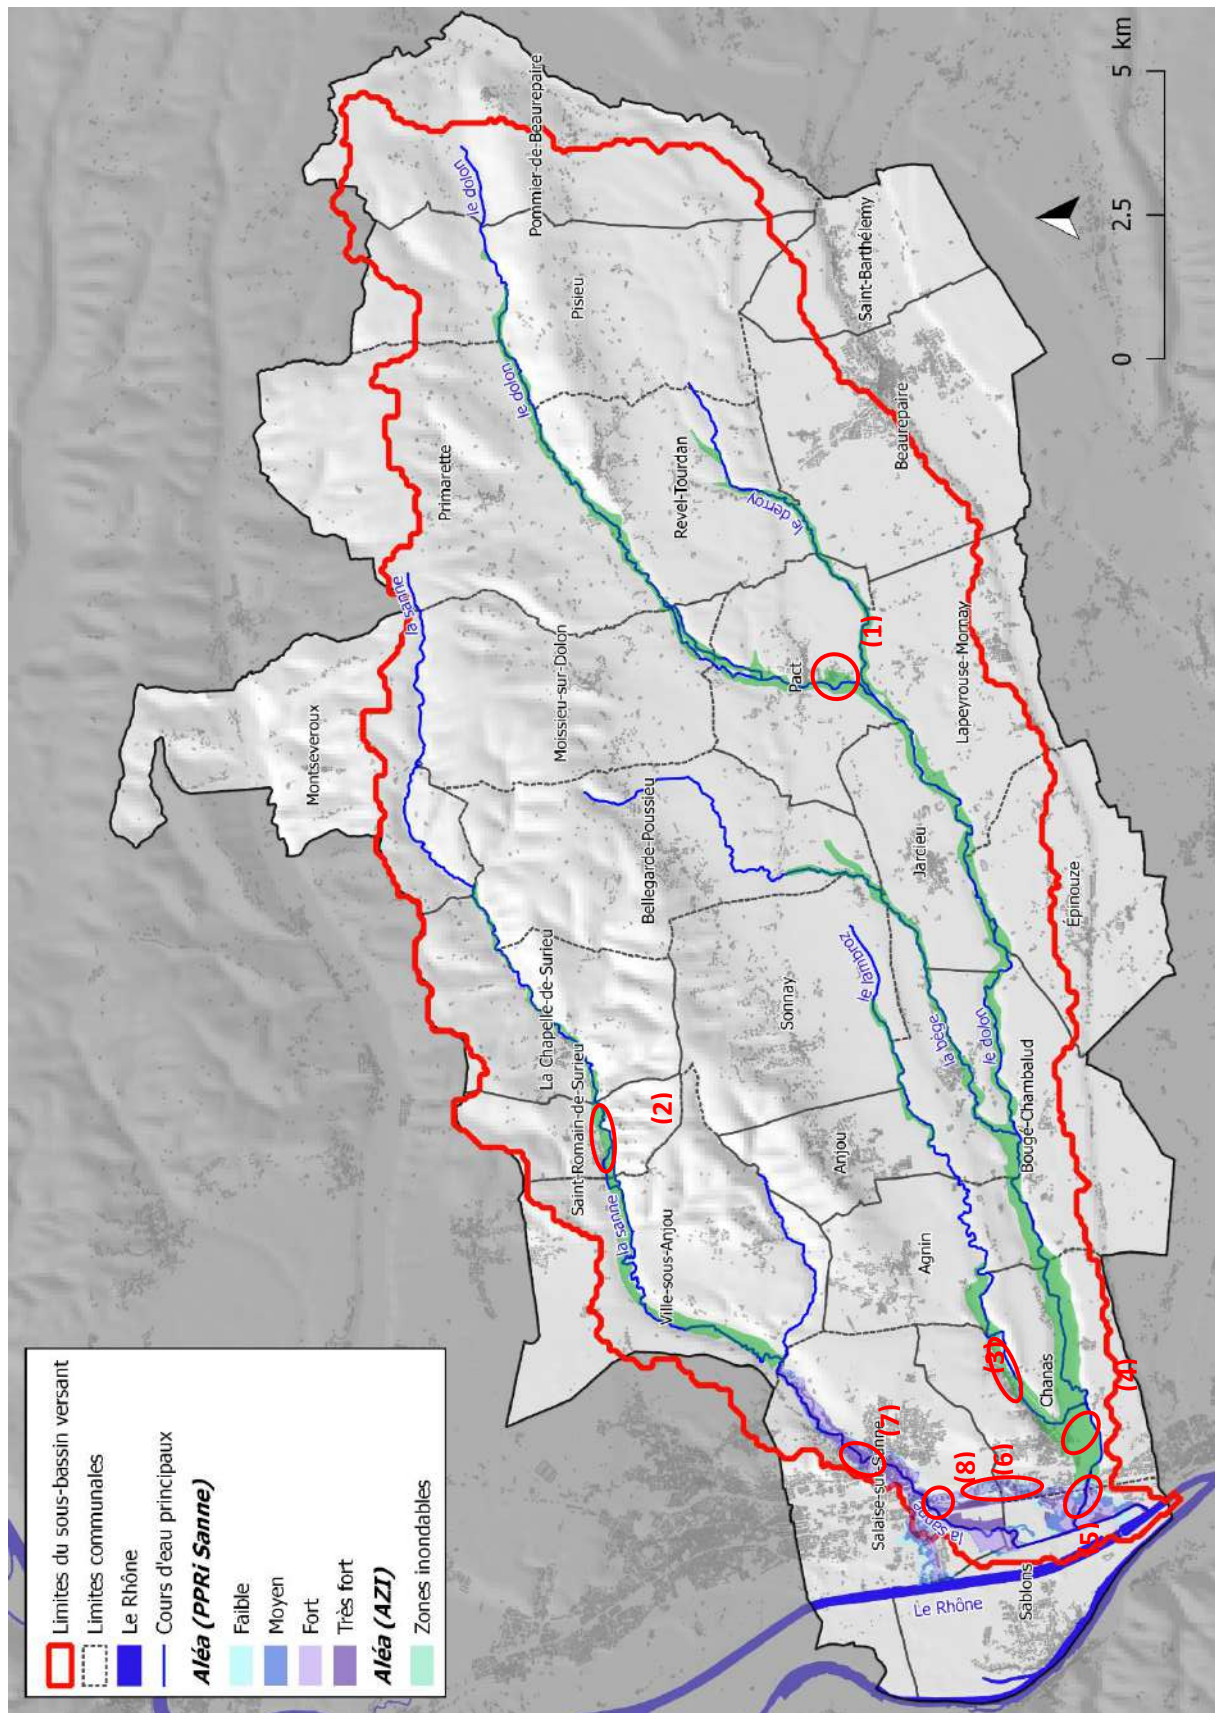 Limites du sous-bassin versant
Limites communales
Le Rhône
Cours d'eau principaux
Aléa (PPRi Sanne)
Faible
Moyen
Fort
Très fort
Aléa (AZI)
Zones inondables
Montseveroux
Primarette
Pommier-de-Beaurepaire
le dolon
Pisieu
la sanne
le dolon
Moissieu-sur-Dolon
Revel-Tourdan
Saint-Barthélemy
Beaurepaire
le derroy
La Chapelle-de-Surieu
Bellegarde-Poussieu
Pact
(1)
Lapeyrouse-Mornay
Saint-Romain-de-Surieu
(2)
Sonnay
Jarcieu
le lambroz
la bège
le dolon
Épinouze
la sanne
Ville-sous-Anjou
Anjou
Bougé-Chambalud
Agnin
(3)
Chanas
(4)
Salaise-sur-Sanne
(7)
(8)
(6)
la sanne
(5)
Sablons
Le Rhône
0
2.5
5 km